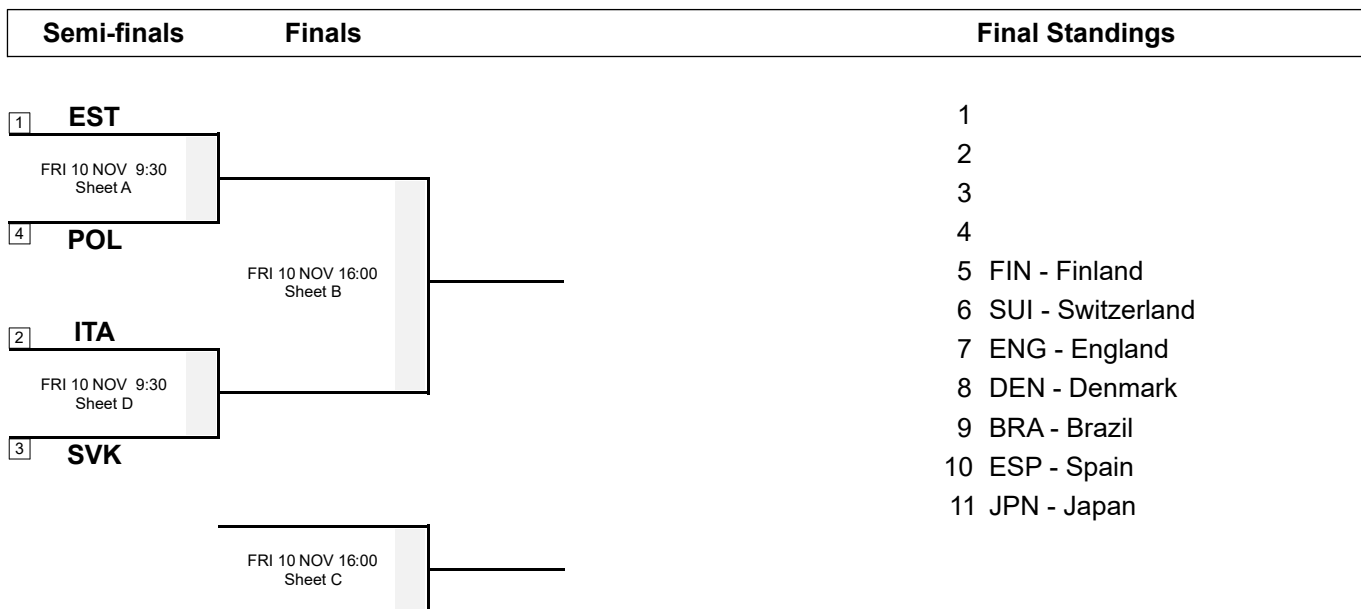 Semi-finals Finals Final Standings
1 EST
FRI 10 NOV 9:30
Sheet A
4 POL
FRI 10 NOV 16:00
Sheet B
2 ITA
FRI 10 NOV 9:30
Sheet D
3 SVK
FRI 10 NOV 16:00
Sheet C
1
2
3
4
5 FIN - Finland
6 SUI - Switzerland
7 ENG - England
8 DEN - Denmark
9 BRA - Brazil
10 ESP - Spain
11 JPN - Japan